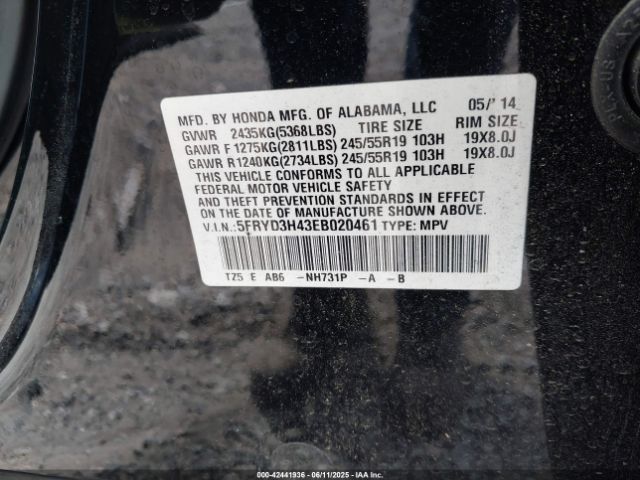 MFD. BY HONDA MFG. OF ALABAMA, LLC 05/'14
GVWR 2435KG(5368LBS) TIRE SIZE RIM SIZE
GAWR F 1275KG(2811LBS) 245/55R19 103H 19X8.0J
GAWR R 1240KG(2734LBS) 245/55R19 103H 19X8.0J
THIS VEHICLE CONFORMS TO ALL APPLICABLE
FEDERAL MOTOR VEHICLE SAFETY
AND THEFT PREVENTION STANDARDS IN EFFECT
ON THE DATE OF MANUFACTURE SHOWN ABOVE.
V.I.N.: 5FRYD3H43EB020461 TYPE: MPV
TZ5 E AB6 -NH731P -A -B
000-42441936 - 06/11/2025 - IAA Inc.